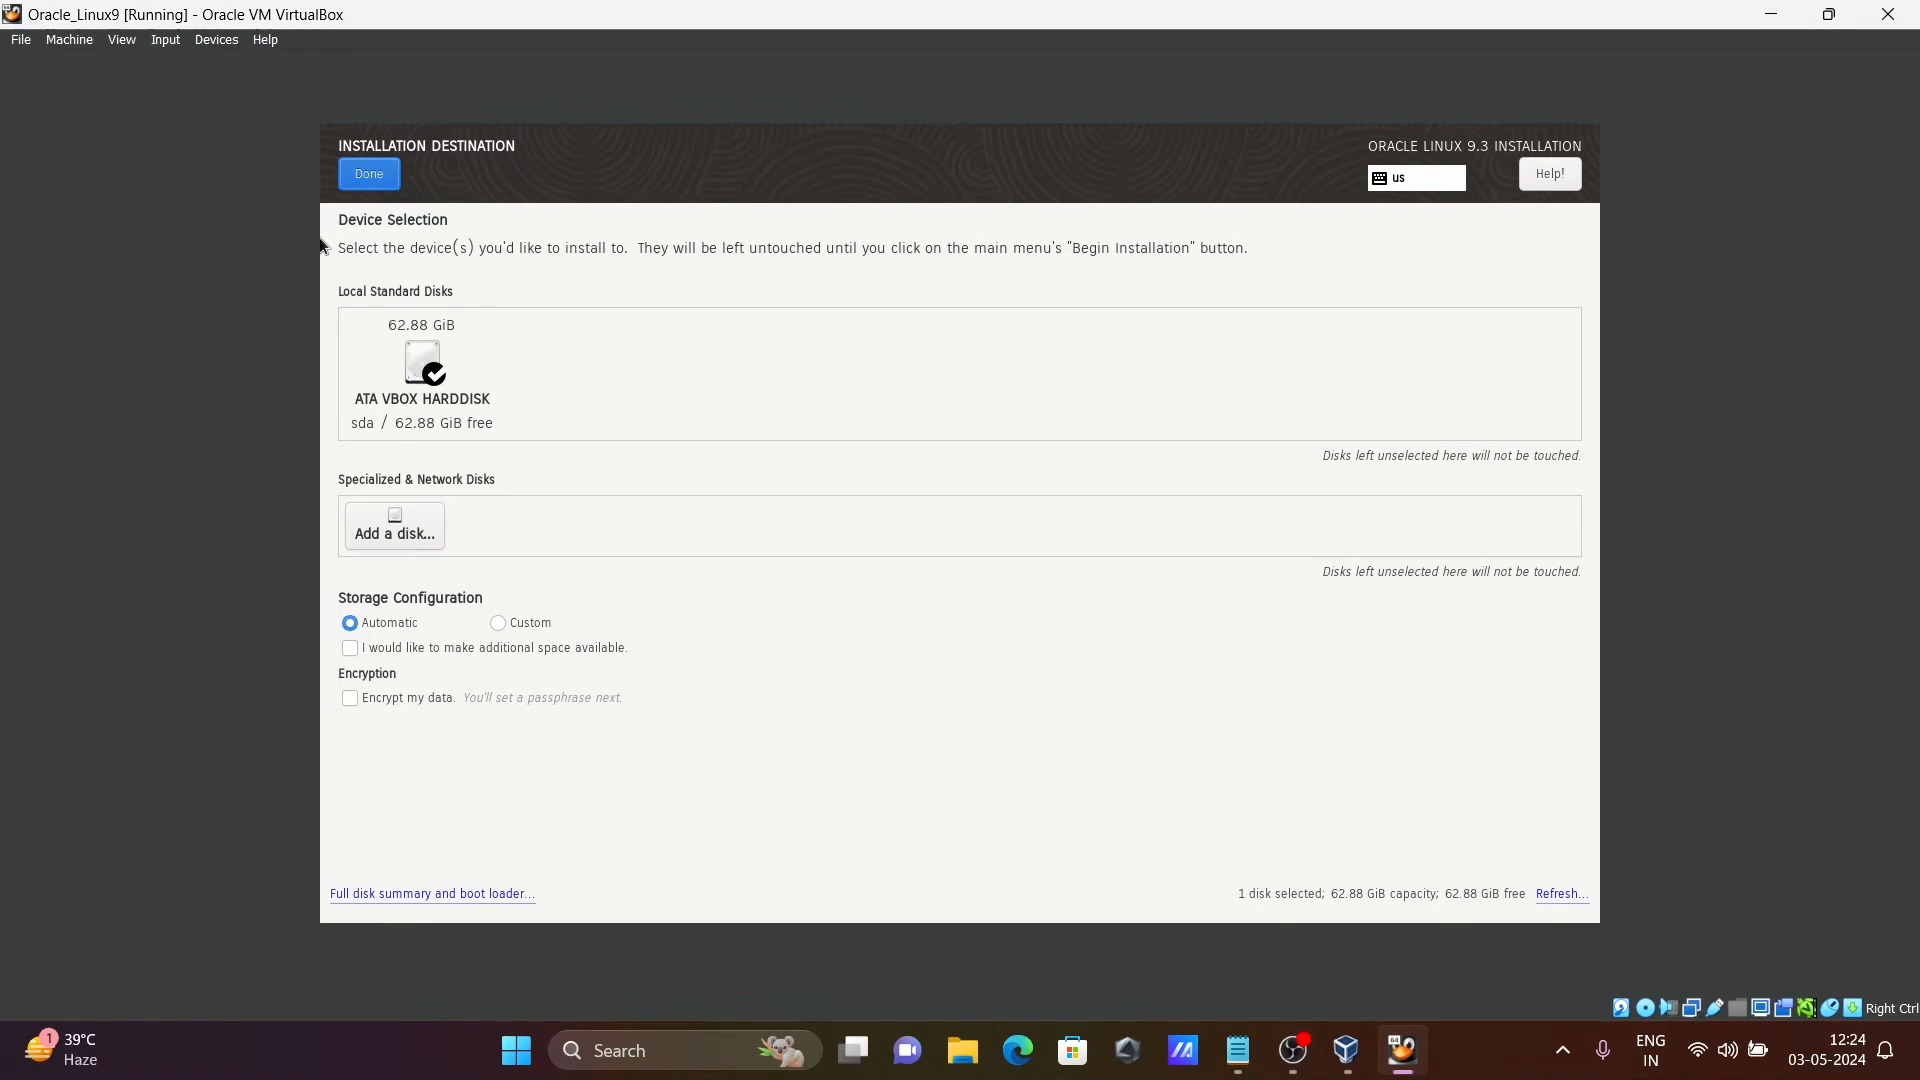 Oracle_Linux9 [Running] - Oracle VM VirtualBox
File Machine View Input Devices Help
INSTALLATION DESTINATION
ORACLE LINUX 9.3 INSTALLATION
Done
us
Help!
Device Selection
Select the device(s) you'd like to install to. They will be left untouched until you click on the main menu's "Begin Installation" button.
Local Standard Disks
62.88 GiB
ATA VBOX HARDDISK
sda / 62.88 GiB free
Disks left unselected here will not be touched.
Specialized & Network Disks
Add a disk...
Disks left unselected here will not be touched.
Storage Configuration
Automatic Custom
I would like to make additional space available.
Encryption
Encrypt my data. You'll set a passphrase next.
Full disk summary and boot loader...
1 disk selected; 62.88 GiB capacity; 62.88 GiB free Refresh...
Right Ctrl
1
39°C
Haze
Search
64
ENG
IN
12:24
03-05-2024